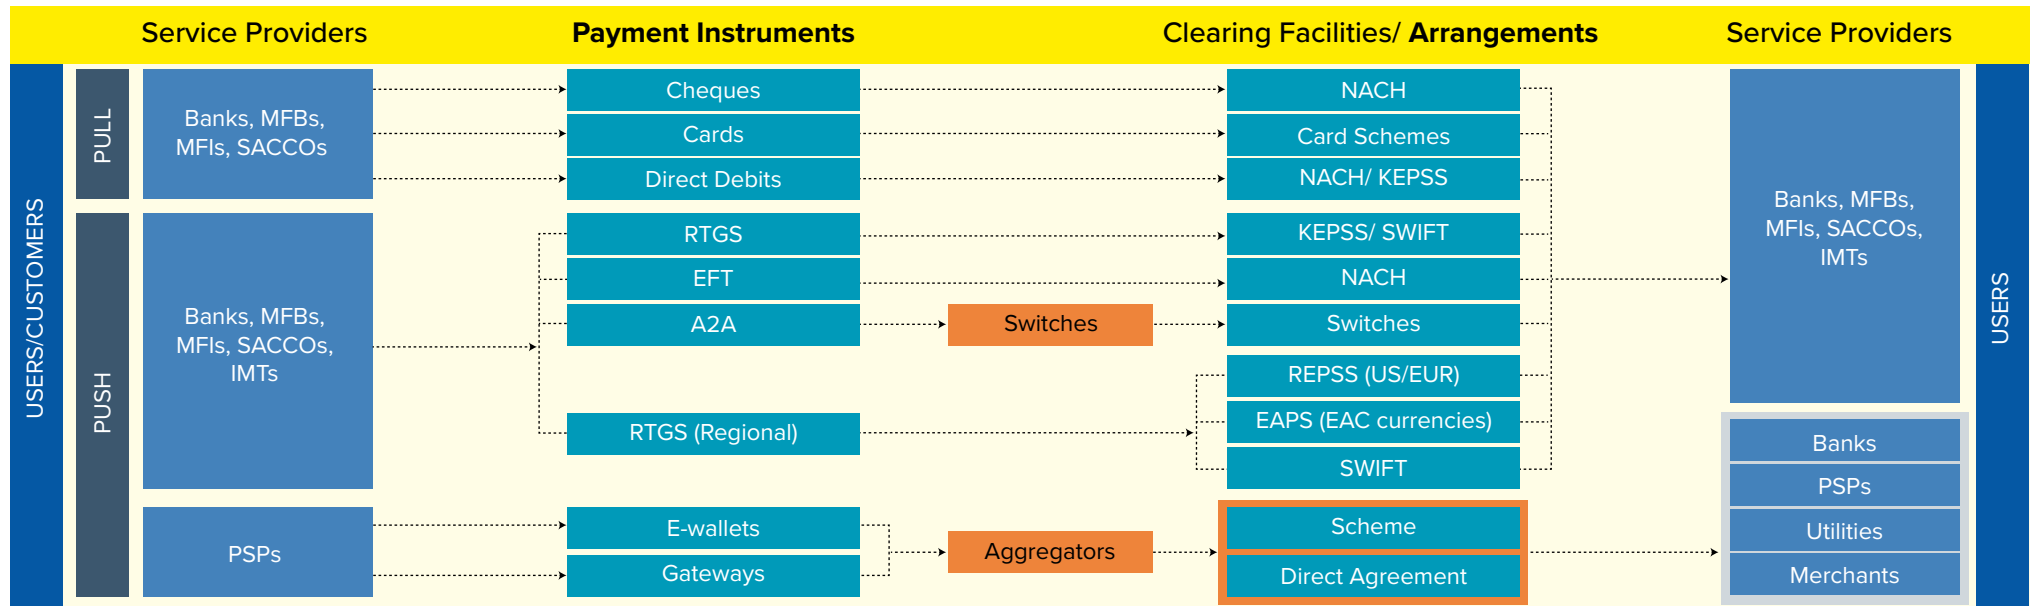 Service Providers
Payment Instruments
Clearing Facilities/ Arrangements
Service Providers
USERS/CUSTOMERS
PULL
Banks, MFBs,
MFIs, SACCOs
Cheques
NACH
Cards
Card Schemes
Direct Debits
NACH/ KEPSS
PUSH
Banks, MFBs,
MFIs, SACCOs,
IMTs
RTGS
KEPSS/ SWIFT
EFT
NACH
A2A
Switches
Switches
RTGS (Regional)
REPSS (US/EUR)
EAPS (EAC currencies)
SWIFT
PSPs
E-wallets
Gateways
Aggregators
Scheme
Direct Agreement
Banks, MFBs,
MFIs, SACCOs,
IMTs
Banks
PSPs
Utilities
Merchants
USERS